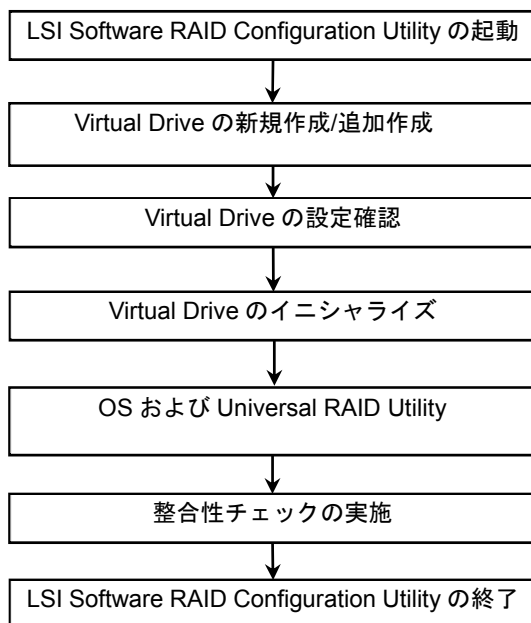 LSI Software RAID Configuration Utility の起動
Virtual Drive の新規作成/追加作成
Virtual Drive の設定確認
Virtual Drive のイニシャライズ
OS および Universal RAID Utility
整合性チェックの実施
LSI Software RAID Configuration Utility の終了